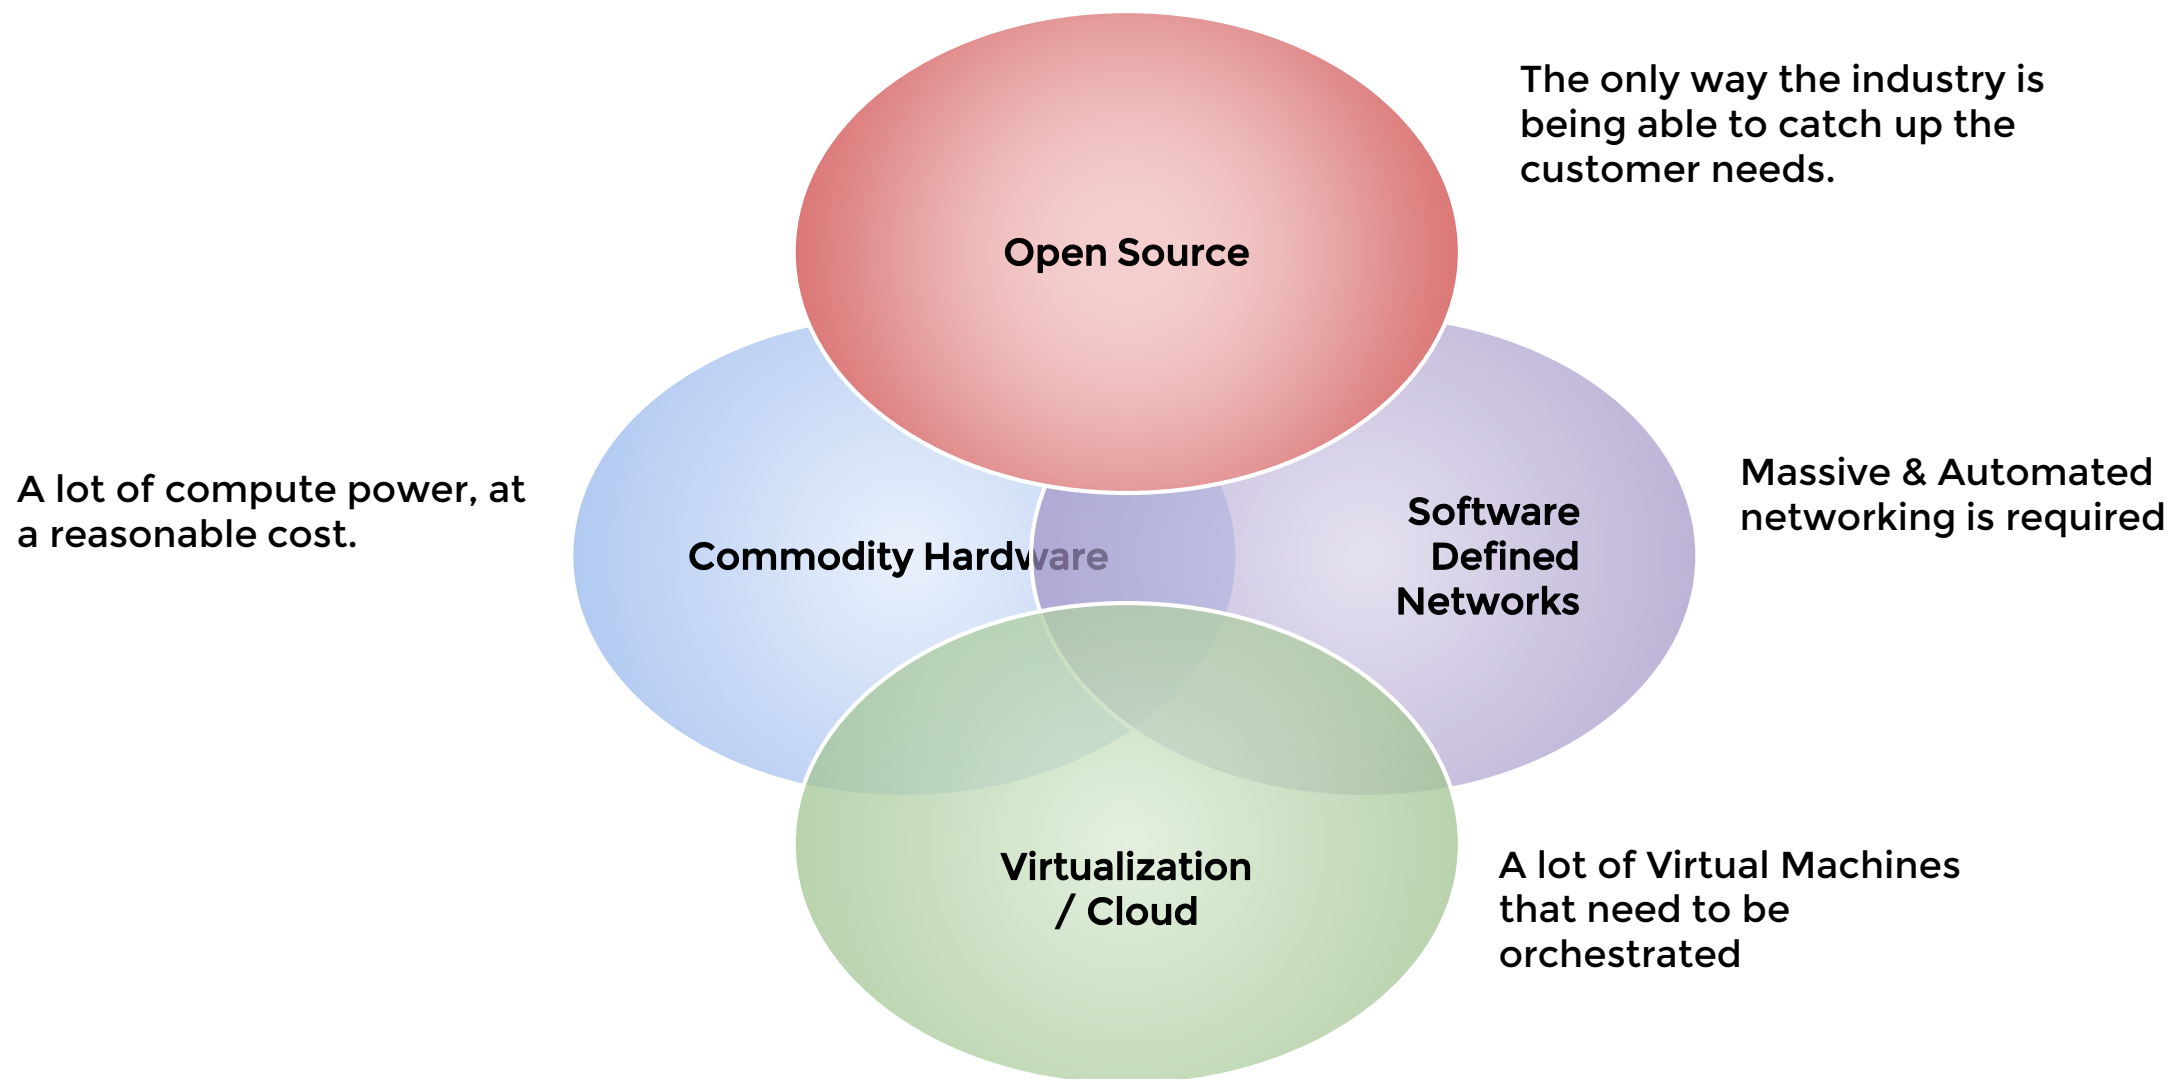 The only way the industry is
being able to catch up the
customer needs.
Open Source
A lot of compute power, at
a reasonable cost.
Commodity Hardware
Software
Defined
Networks
Massive & Automated
networking is required
Virtualization
/ Cloud
A lot of Virtual Machines
that need to be
orchestrated